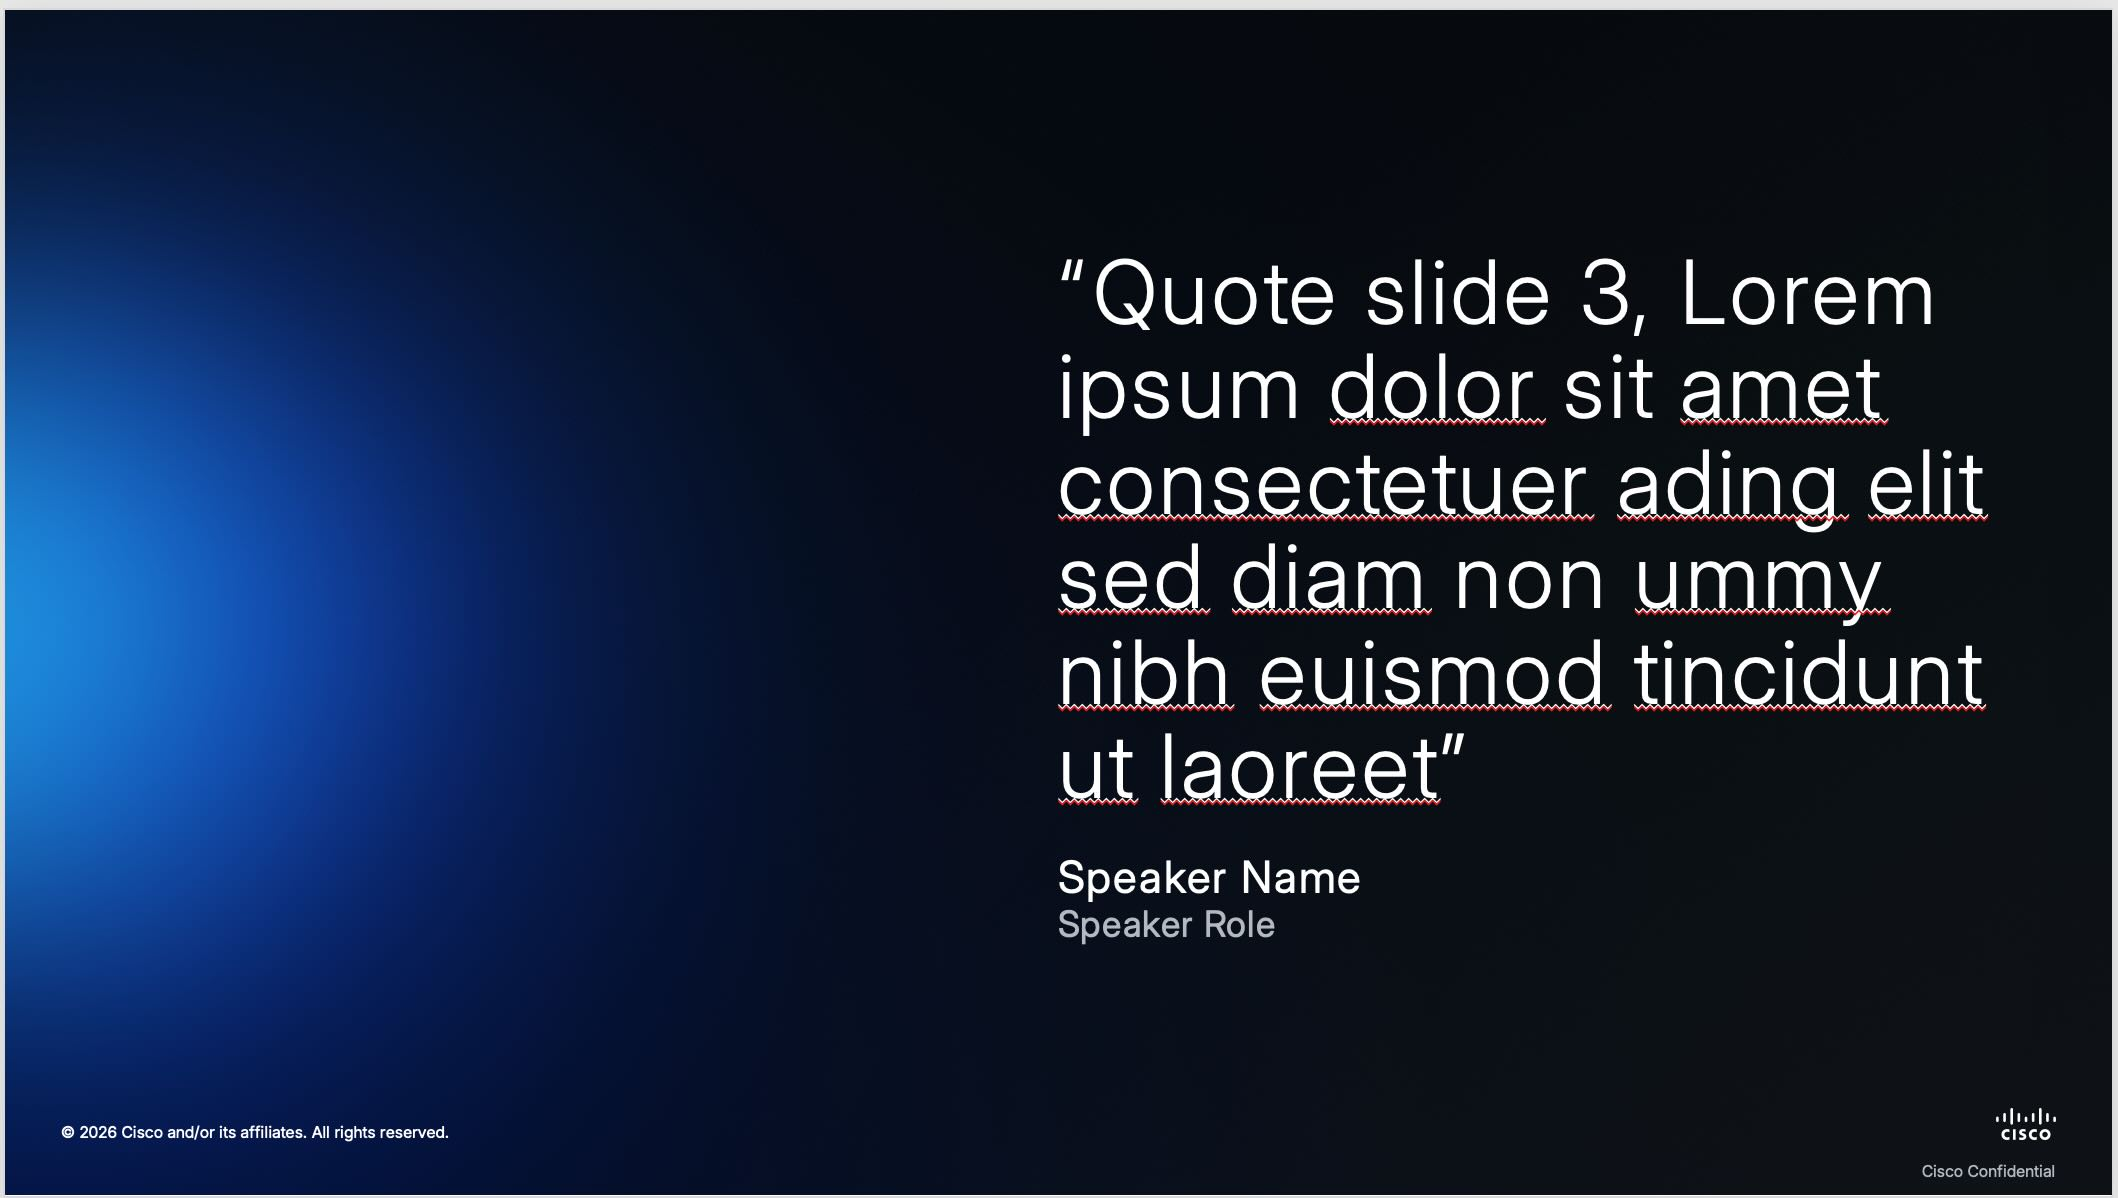 “Quote slide 3, Lorem
ipsum dolor sit amet
consectetuer ading elit
sed diam non ummy
nibh euismod tincidunt
ut laoreet”
Speaker Name
Speaker Role
© 2026 Cisco and/or its affiliates. All rights reserved.
CISCO
Cisco Confidential